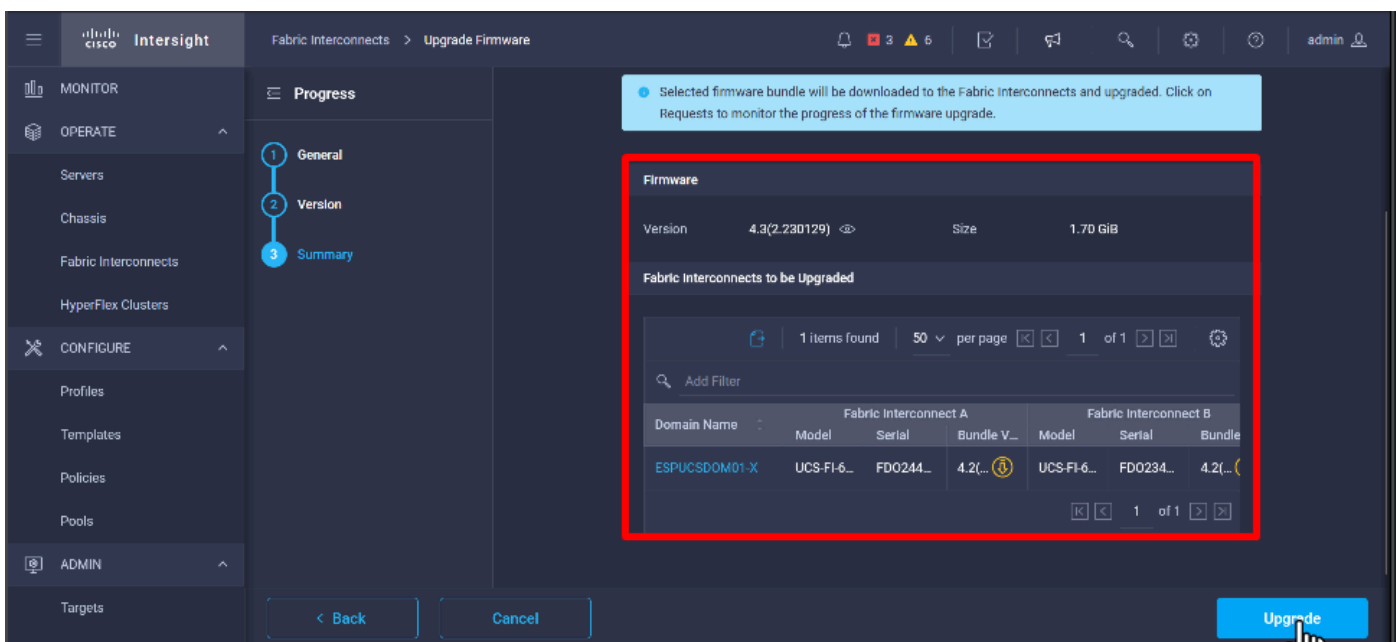 cisco Intersight
Fabric Interconnects > Upgrade Firmware
3 6
admin
MONITOR
OPERATE
Servers
Chassis
Fabric Interconnects
HyperFlex Clusters
CONFIGURE
Profiles
Templates
Policies
Pools
ADMIN
Targets
Progress
1 General
2 Version
3 Summary
Selected firmware bundle will be downloaded to the Fabric Interconnects and upgraded. Click on
Requests to monitor the progress of the firmware upgrade.
Firmware
Version 4.3(2.230129) Size 1.70 GiB
Fabric Interconnects to be Upgraded
1 items found 50 per page 1 of 1
Add Filter
Fabric Interconnect A Fabric Interconnect B
Domain Name Model Serial Bundle V... Model Serial Bundle
ESPUCSDOM01-X UCS-FI-6... FDO244... 4.2(... UCS-FI-6... FDO234... 4.2(...
1 of 1
< Back Cancel Upgrade